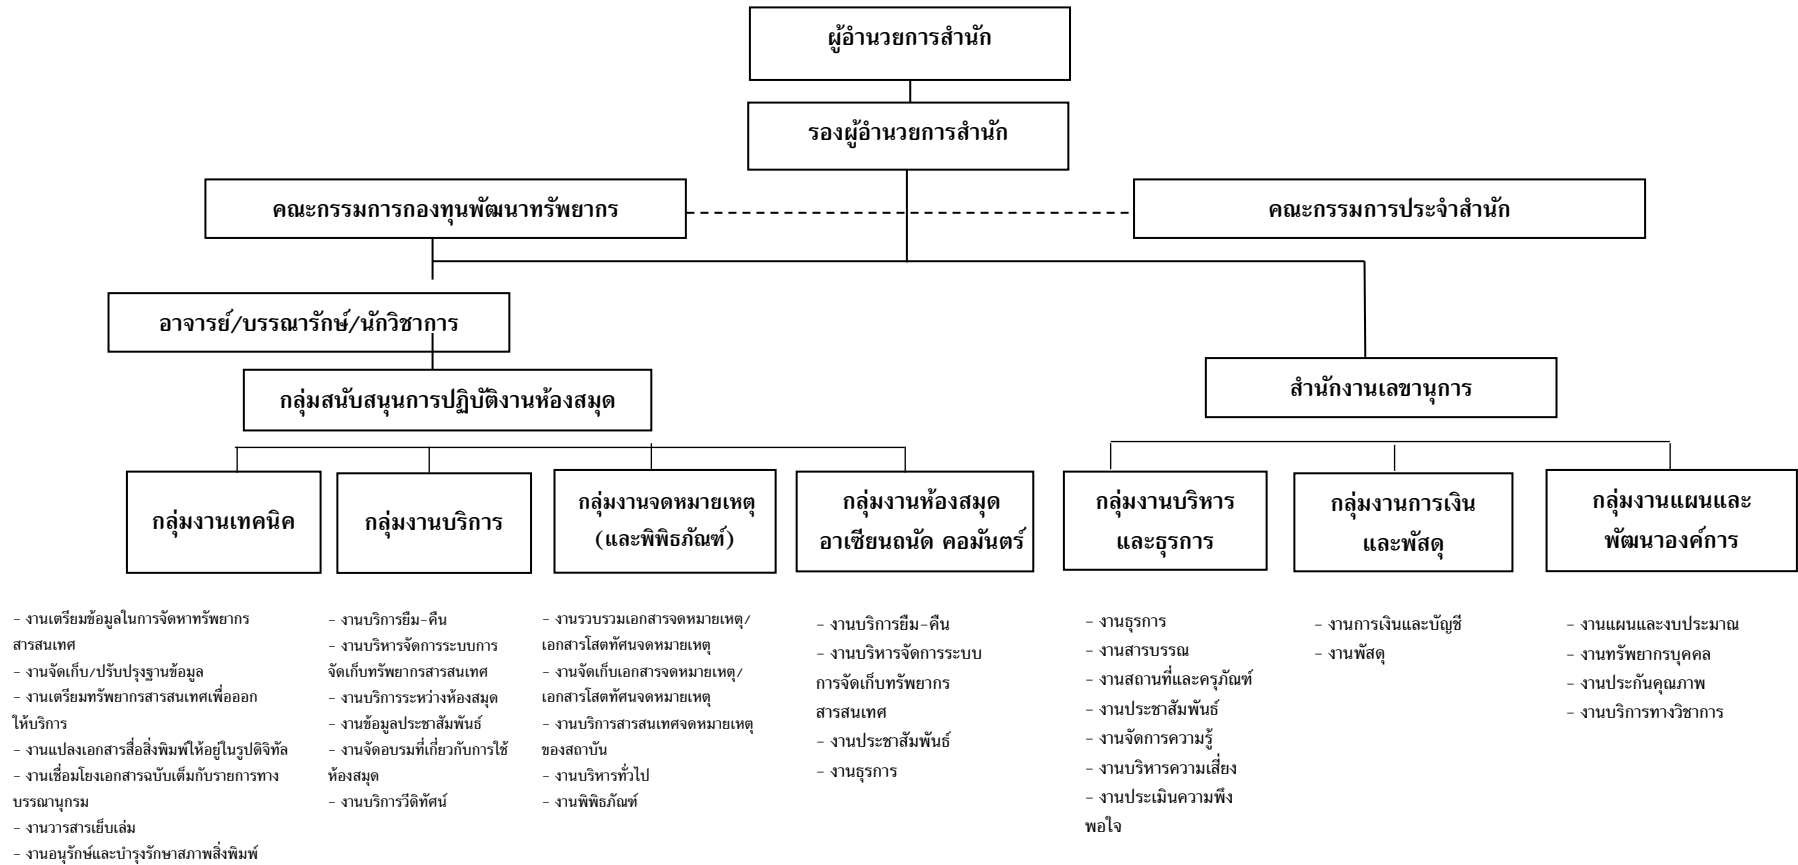 ผู้อำนวยการสำนัก
รองผู้อำนวยการสำนัก
คณะกรรมการกองทุนพัฒนาทรัพยากร
คณะกรรมการประจำสำนัก
อาจารย์/บรรณารักษ์/นักวิชาการ
กลุ่มสนับสนุนการปฏิบัติงานห้องสมุด
สำนักงานเลขานุการ
กลุ่มงานเทคนิค
กลุ่มงานบริการ
กลุ่มงานจดหมายเหตุ
(และพิพิธภัณฑ์)
กลุ่มงานห้องสมุด
อาเซียนถนัด คอมันตร์
กลุ่มงานบริหาร
และธุรการ
กลุ่มงานการเงิน
และพัสดุ
กลุ่มงานแผนและ
พัฒนาองค์การ
- งานเตรียมข้อมูลในการจัดหาทรัพยากร
สารสนเทศ
- งานจัดเก็บ/ปรับปรุงฐานข้อมูล
- งานเตรียมทรัพยากรสารสนเทศเพื่อออก
ให้บริการ
- งานแปลงเอกสารสื่อสิ่งพิมพ์ให้อยู่ในรูปดิจิทัล
- งานเชื่อมโยงเอกสารฉบับเต็มกับรายการทาง
บรรณานุกรม
- งานวารสารเย็บเล่ม
- งานอนุรักษ์และบำรุงรักษาสภาพสิ่งพิมพ์
- งานบริการยืม-คืน
- งานบริหารจัดการระบบการ
จัดเก็บทรัพยากรสารสนเทศ
- งานบริการระหว่างห้องสมุด
- งานข้อมูลประชาสัมพันธ์
- งานจัดอบรมที่เกี่ยวกับการใช้
ห้องสมุด
- งานบริการวีดิทัศน์
- งานรวบรวมเอกสารจดหมายเหตุ/
เอกสารโสตทัศนจดหมายเหตุ
- งานจัดเก็บเอกสารจดหมายเหตุ/
เอกสารโสตทัศนจดหมายเหตุ
- งานบริการสารสนเทศจดหมายเหตุ
ของสถาบัน
- งานบริหารทั่วไป
- งานพิพิธภัณฑ์
- งานบริการยืม-คืน
- งานบริหารจัดการระบบ
การจัดเก็บทรัพยากร
สารสนเทศ
- งานประชาสัมพันธ์
- งานธุรการ
- งานธุรการ
- งานสารบรรณ
- งานสถานที่และครุภัณฑ์
- งานประชาสัมพันธ์
- งานจัดการความรู้
- งานบริหารความเสี่ยง
- งานประเมินความพึง
พอใจ
- งานการเงินและบัญชี
- งานพัสดุ
- งานแผนและงบประมาณ
- งานทรัพยากรบุคคล
- งานประกันคุณภาพ
- งานบริการทางวิชาการ